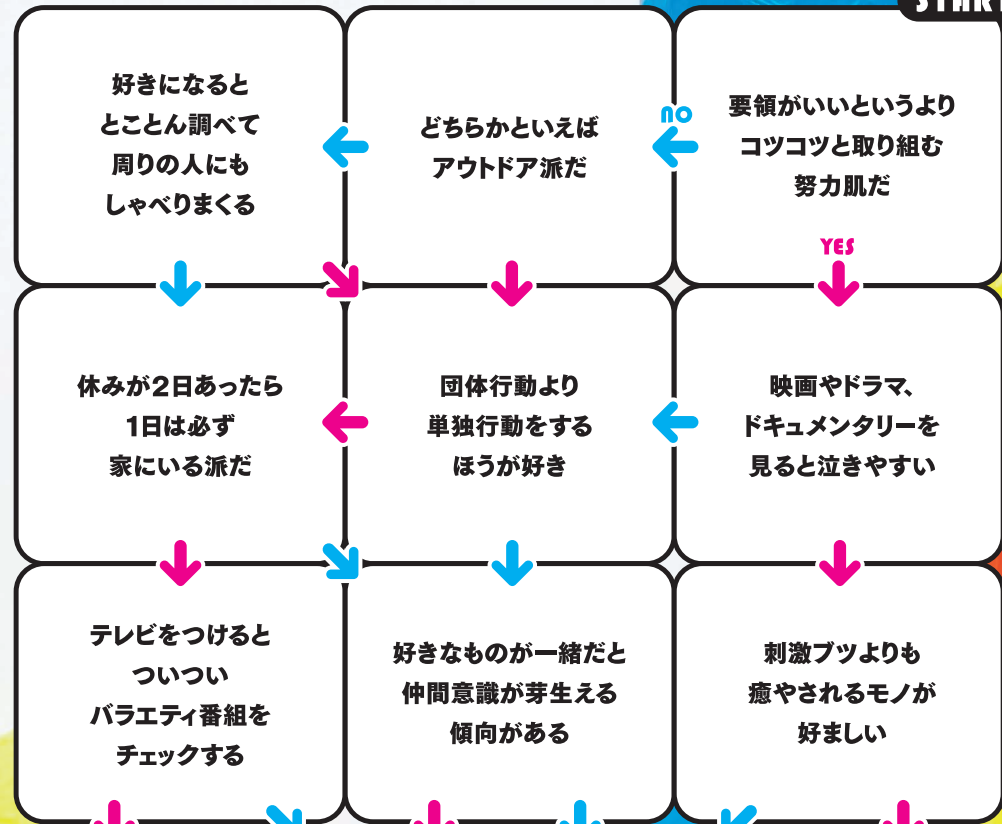 START
好きになると
とことん調べて
周りの人にも
しゃべりまくる
どちらかといえば
アウトドア派だ
NO
要領がいいというより
コツコツと取り組む
努力肌だ
YES
休みが2日あったら
1日は必ず
家にいる派だ
団体行動より
単独行動をする
ほうが好き
映画やドラマ、
ドキュメンタリーを
見ると泣きやすい
テレビをつけると
ついつい
バラエティ番組を
チェックする
好きなものが一緒だと
仲間意識が芽生える
傾向がある
刺激ブツよりも
癒やされるモノが
好ましい